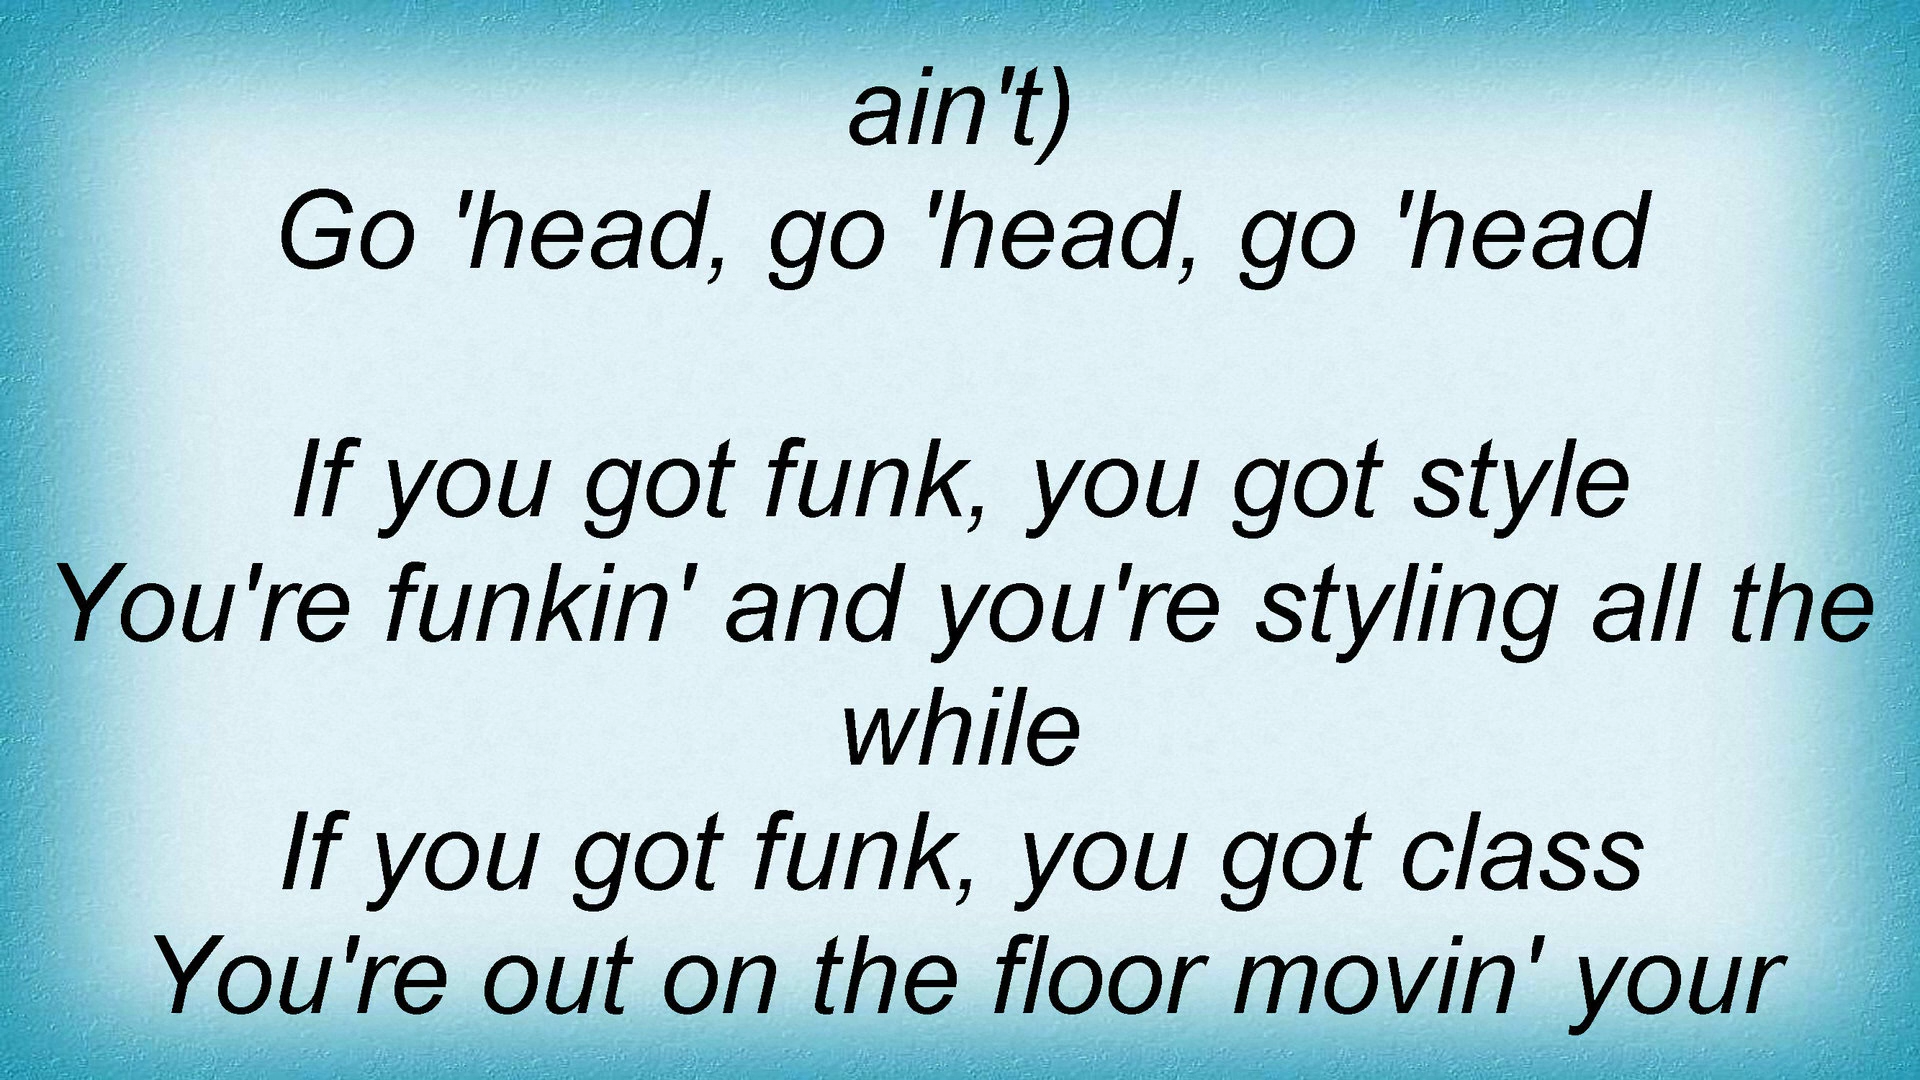 ain't)
Go 'head, go 'head, go 'head
If you got funk, you got style
You're funkin' and you're styling all the
while
If you got funk, you got class
You're out on the floor movin' your